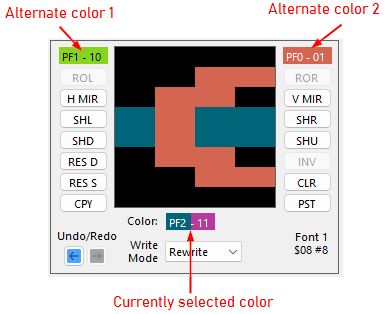 Alternate color 1
Alternate color 2
PF1 - 10
PF0 - 01
ROL
ROR
H MIR
V MIR
SHL
SHR
SHD
SHU
RES D
INV
RES S
CLR
CPY
PST
Color:
PF2 - 11
Undo/Redo
Write
Mode
Rewrite
Font 1
$08 #8
Currently selected color